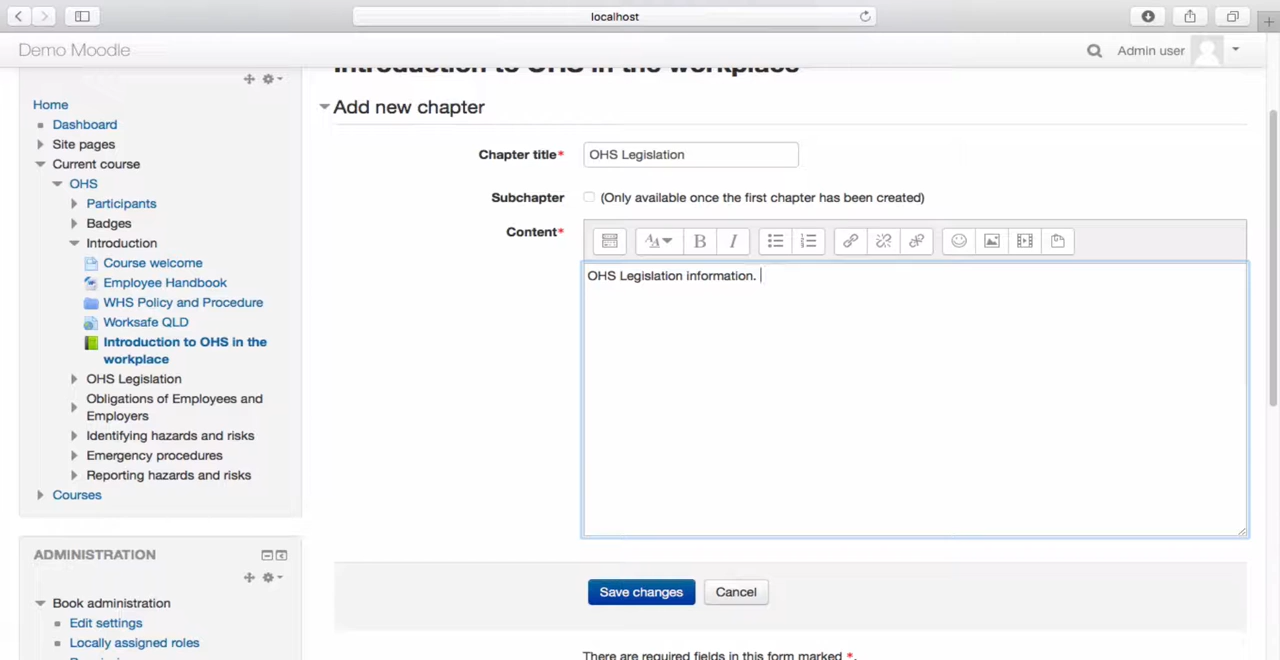 localhost
Demo Moodle
Admin user
Introduction to OHS in the workplace
Add new chapter
Home
Dashboard
Site pages
Current course
OHS
Participants
Badges
Introduction
Course welcome
Employee Handbook
WHS Policy and Procedure
Worksafe QLD
Introduction to OHS in the
workplace
OHS Legislation
Obligations of Employees and
Employers
Identifying hazards and risks
Emergency procedures
Reporting hazards and risks
Courses
Chapter title*
OHS Legislation
Subchapter
(Only available once the first chapter has been created)
Content*
OHS Legislation information.
ADMINISTRATION
Book administration
Edit settings
Locally assigned roles
Save changes
Cancel
There are required fields in this form marked *.